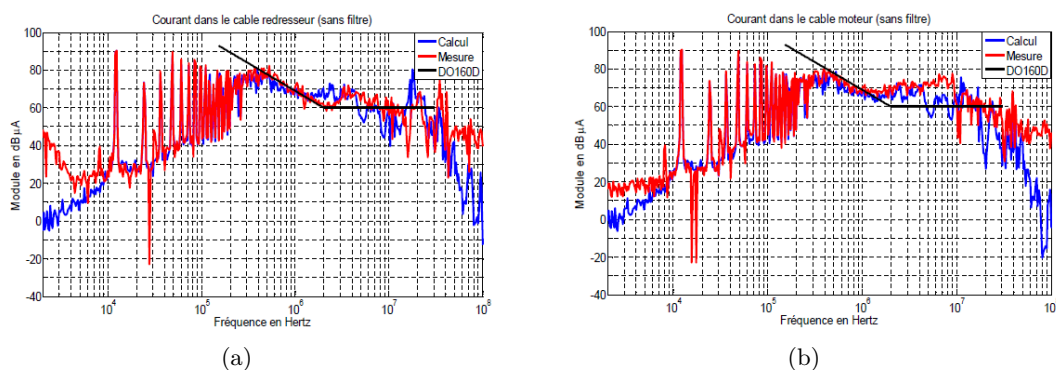 Courant dans le cable redresseur (sans filtre)
100
80
60
40
20
0
-20
-40
Module en dBµA
Calcul
Mesure
DO160D
10^4
10^5
10^6
10^7
10^8
Fréquence en Hertz
(a)
Courant dans le cable moteur (sans filtre)
100
80
60
40
20
0
-20
-40
Module en dBµA
Calcul
Mesure
DO160D
10^4
10^5
10^6
10^7
10^8
Fréquence en Hertz
(b)